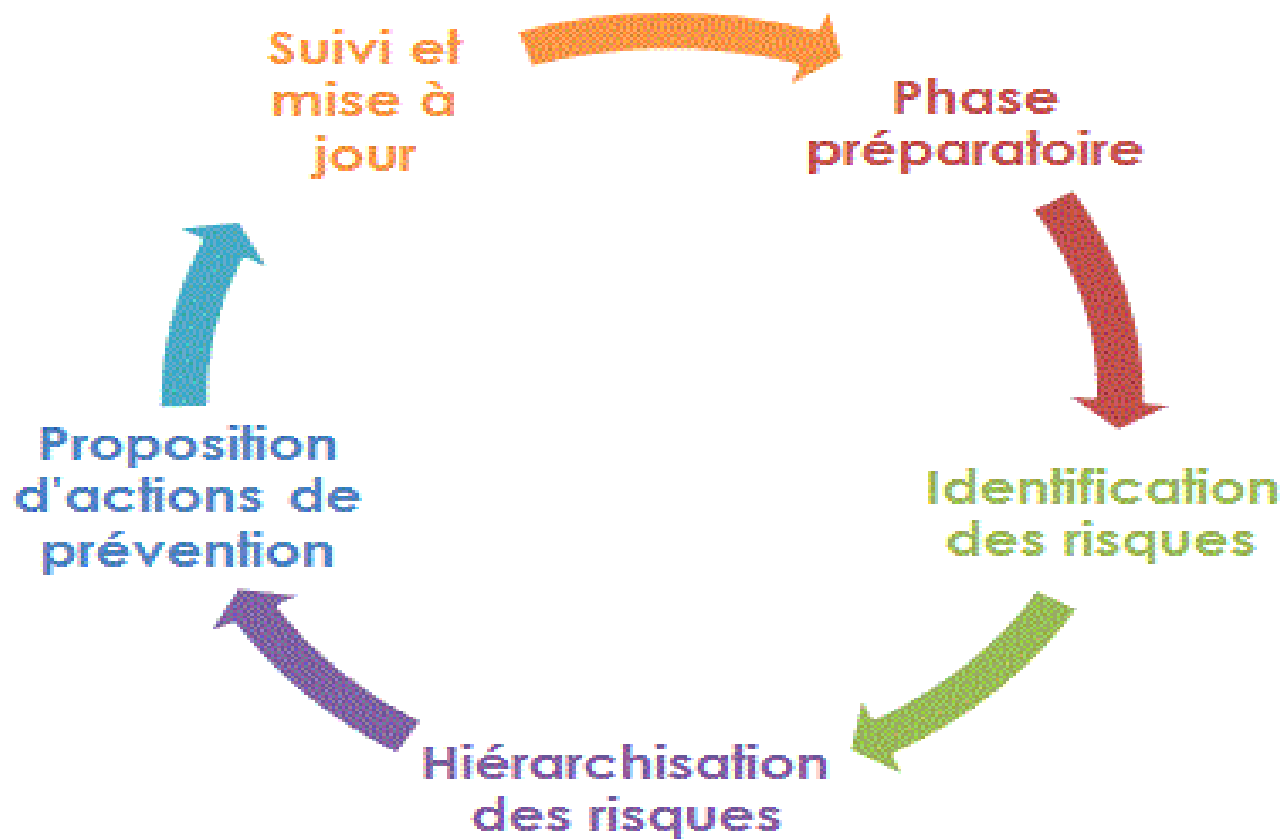 Suivi et
mise à
jour
Phase
préparatoire
Identification
des risques
Hiérarchisation
des risques
Proposition
d'actions de
prévention